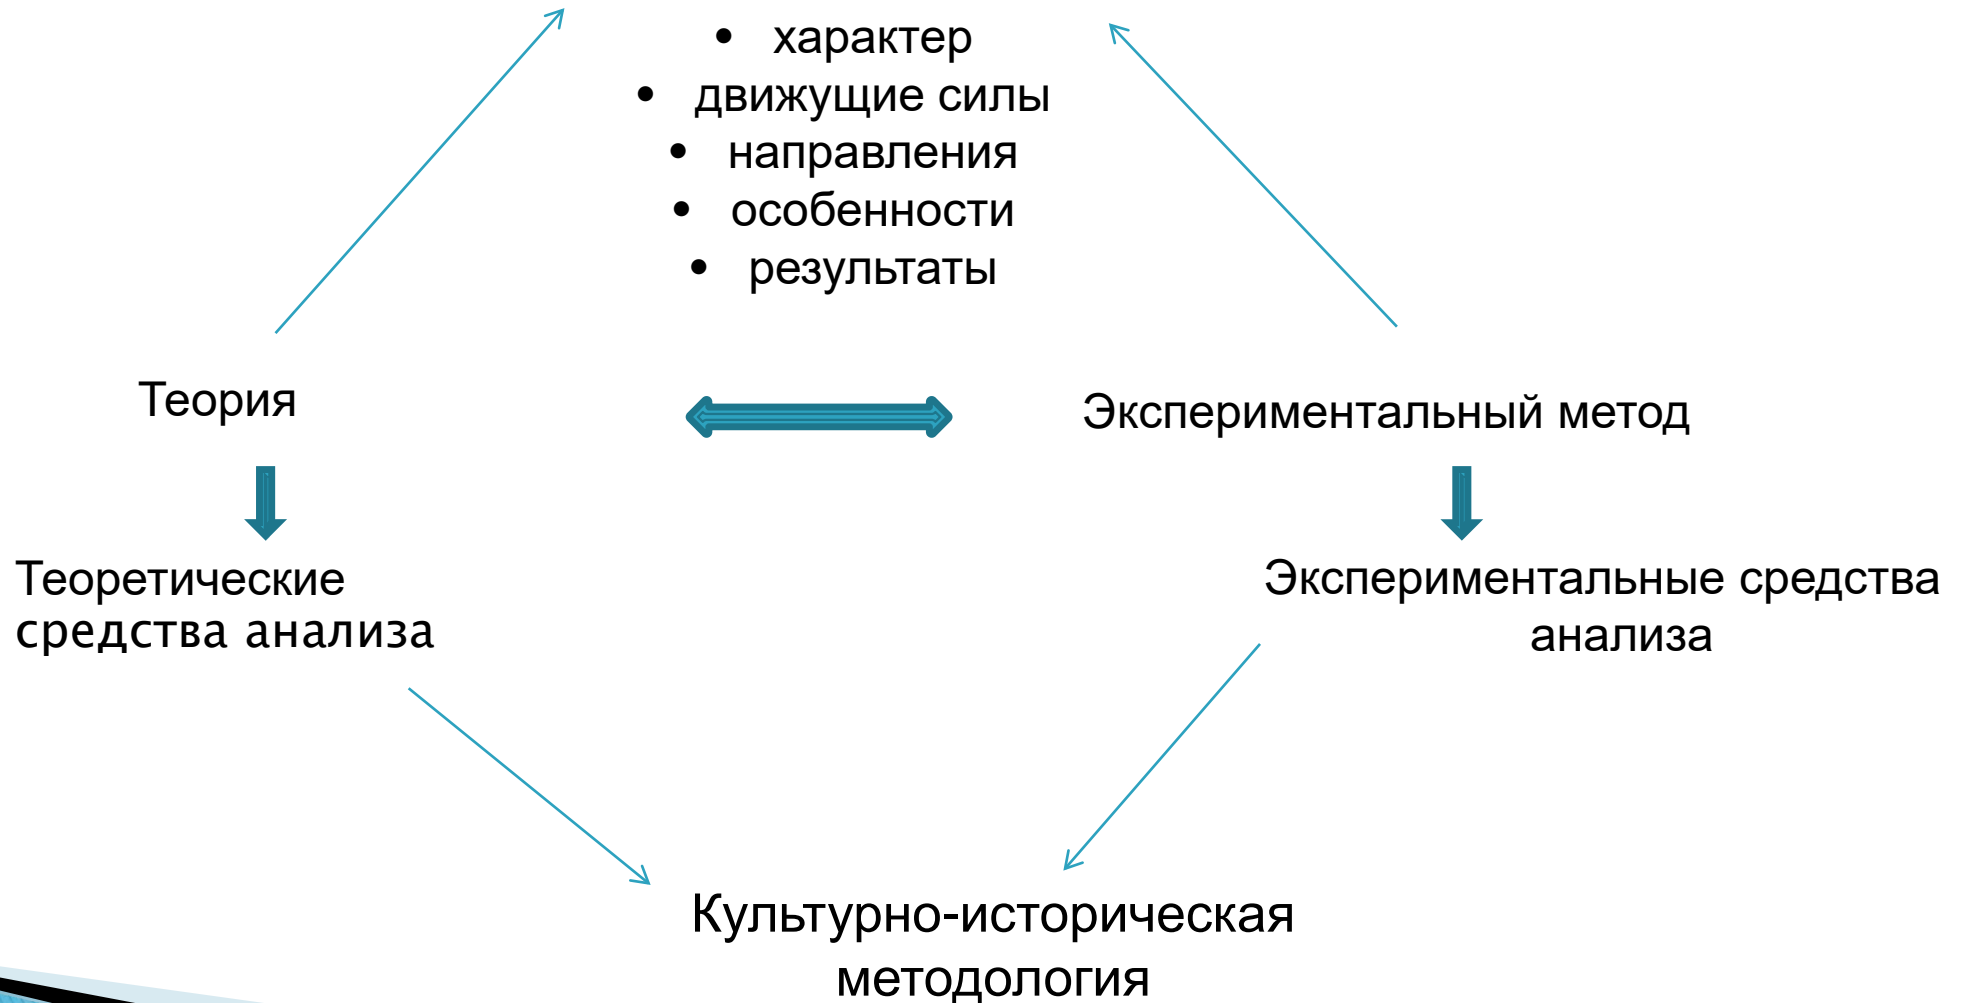 • характер
• движущие силы
• направления
• особенности
• результаты
Теория
Экспериментальный метод
Теоретические
средства анализа
Экспериментальные средства
анализа
Культурно-историческая
методология